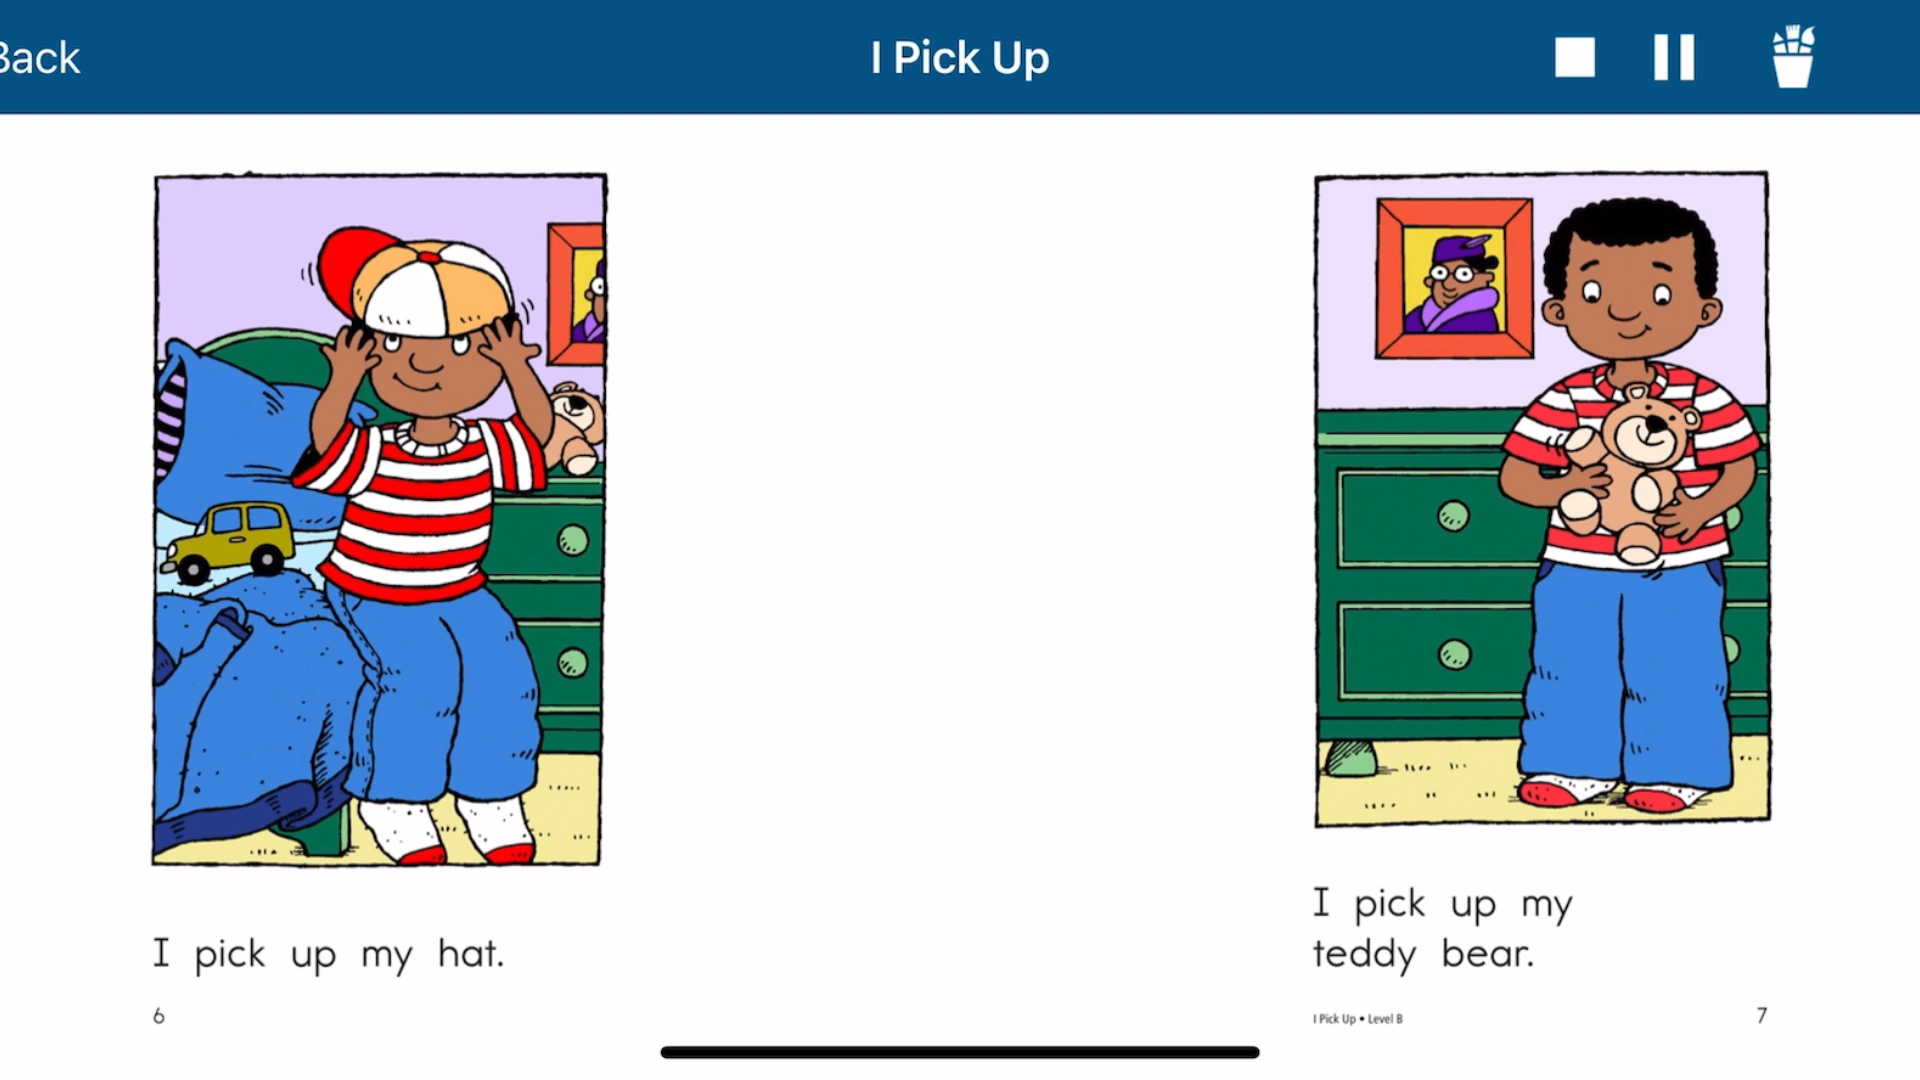 Back
I Pick Up
I pick up my hat.
6
I pick up my
teddy bear.
I Pick Up • Level B
7